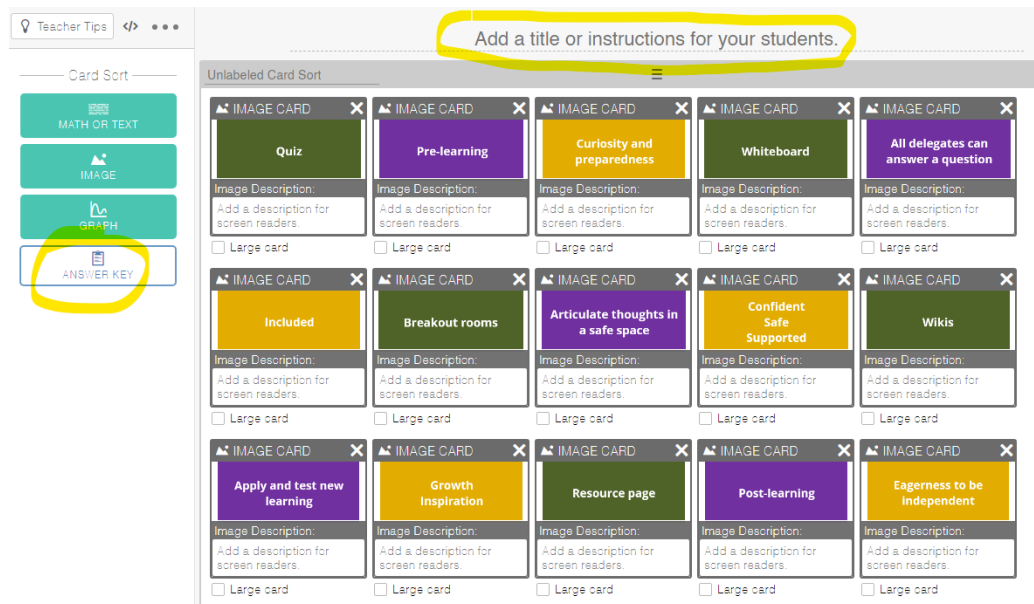 Teacher Tips </> •••
Add a title or instructions for your students.
Card Sort
MATH OR TEXT
IMAGE
GRAPH
ANSWER KEY
Unlabeled Card Sort
IMAGE CARD
Quiz
Image Description:
Add a description for
screen readers.
Large card
IMAGE CARD
Pre-learning
Image Description:
Add a description for
screen readers.
Large card
IMAGE CARD
Curiosity and
preparedness
Image Description:
Add a description for
screen readers.
Large card
IMAGE CARD
Whiteboard
Image Description:
Add a description for
screen readers.
Large card
IMAGE CARD
All delegates can
answer a question
Image Description:
Add a description for
screen readers.
Large card
IMAGE CARD
Included
Image Description:
Add a description for
screen readers.
Large card
IMAGE CARD
Breakout rooms
Image Description:
Add a description for
screen readers.
Large card
IMAGE CARD
Articulate thoughts in
a safe space
Image Description:
Add a description for
screen readers.
Large card
IMAGE CARD
Confident
Safe
Supported
Image Description:
Add a description for
screen readers.
Large card
IMAGE CARD
Wikis
Image Description:
Add a description for
screen readers.
Large card
IMAGE CARD
Apply and test new
learning
Image Description:
Add a description for
screen readers.
Large card
IMAGE CARD
Growth
Inspiration
Image Description:
Add a description for
screen readers.
Large card
IMAGE CARD
Resource page
Image Description:
Add a description for
screen readers.
Large card
IMAGE CARD
Post-learning
Image Description:
Add a description for
screen readers.
Large card
IMAGE CARD
Eagerness to be
independent
Image Description:
Add a description for
screen readers.
Large card